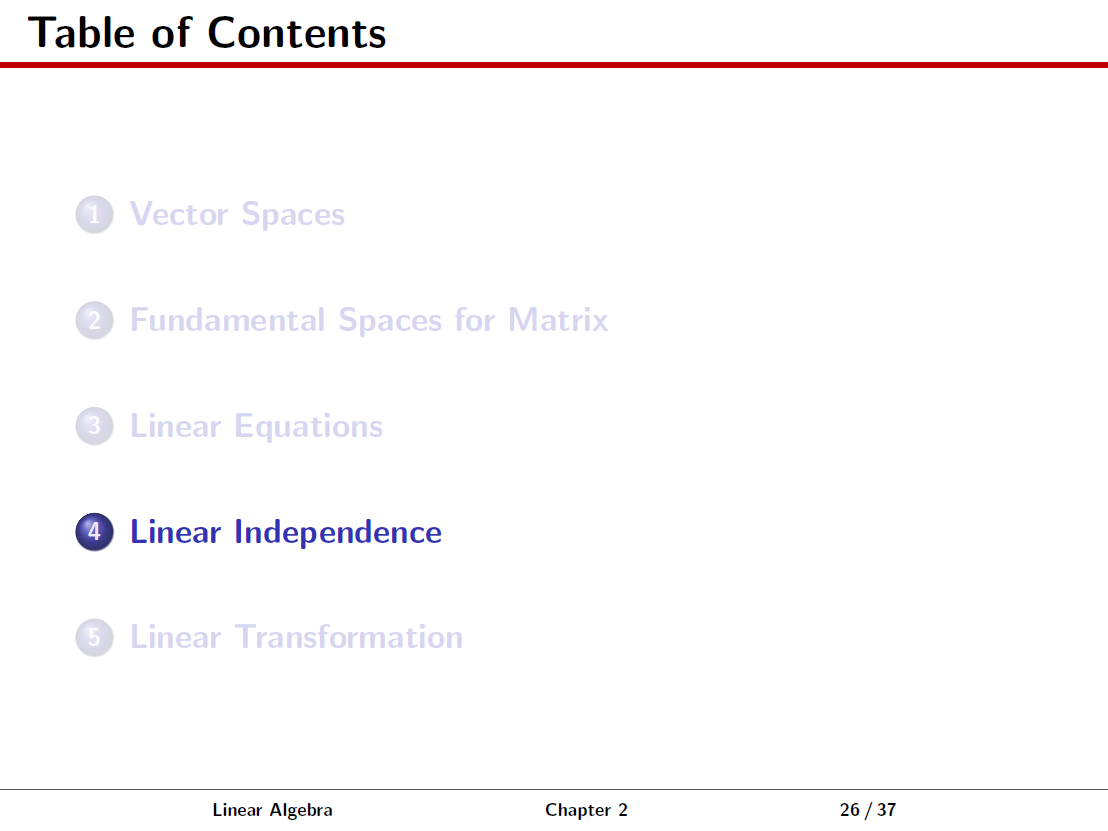 Table of Contents
1 Vector Spaces
2 Fundamental Spaces for Matrix
3 Linear Equations
4 Linear Independence
5 Linear Transformation
Linear Algebra Chapter 2 26 / 37